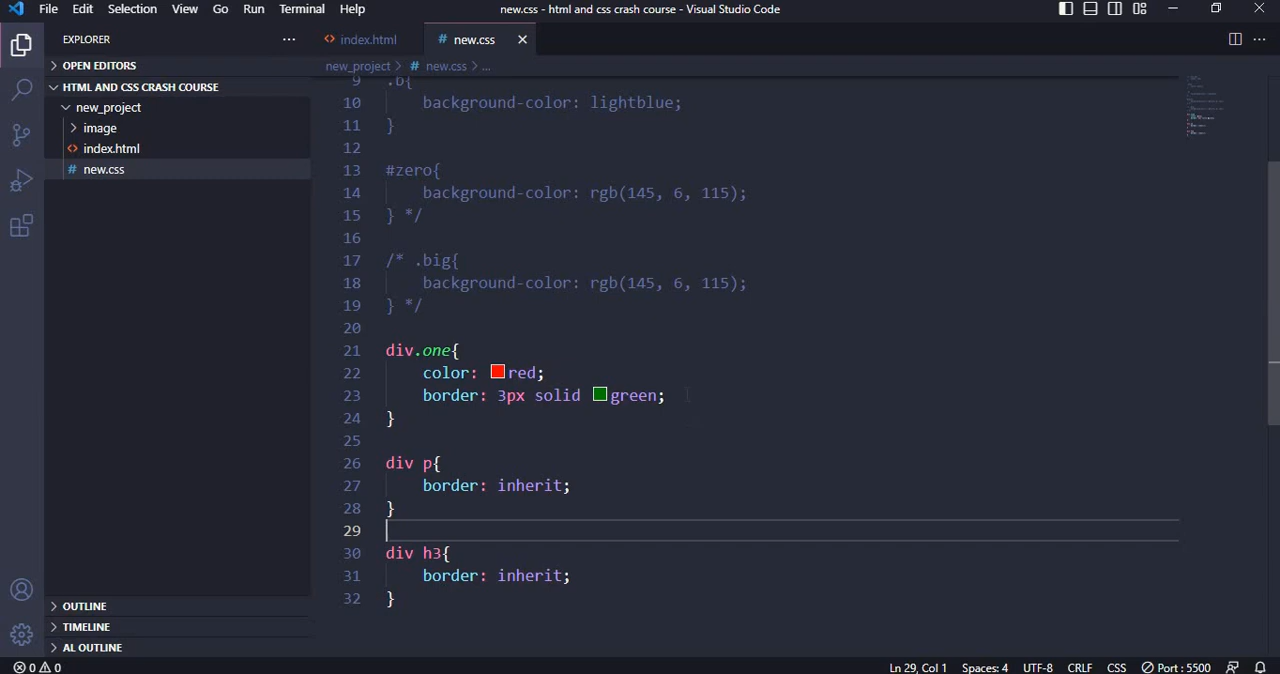 File Edit Selection View Go Run Terminal Help new.css - html and css crash course - Visual Studio Code
EXPLORER ...
index.html
new.css
OPEN EDITORS
new_project > # new.css > ...
HTML AND CSS CRASH COURSE
new_project
image
index.html
# new.css
9 .b{
10 background-color: lightblue;
11 }
12
13 #zero{
14 background-color: rgb(145, 6, 115);
15 } */
16
17 /* .big{
18 background-color: rgb(145, 6, 115);
19 } */
20
21 div.one{
22 color: red;
23 border: 3px solid green;
24 }
25
26 div p{
27 border: inherit;
28 }
29
30 div h3{
31 border: inherit;
32 }
OUTLINE
TIMELINE
AL OUTLINE
0 0 Ln 29, Col 1 Spaces: 4 UTF-8 CRLF CSS Port : 5500